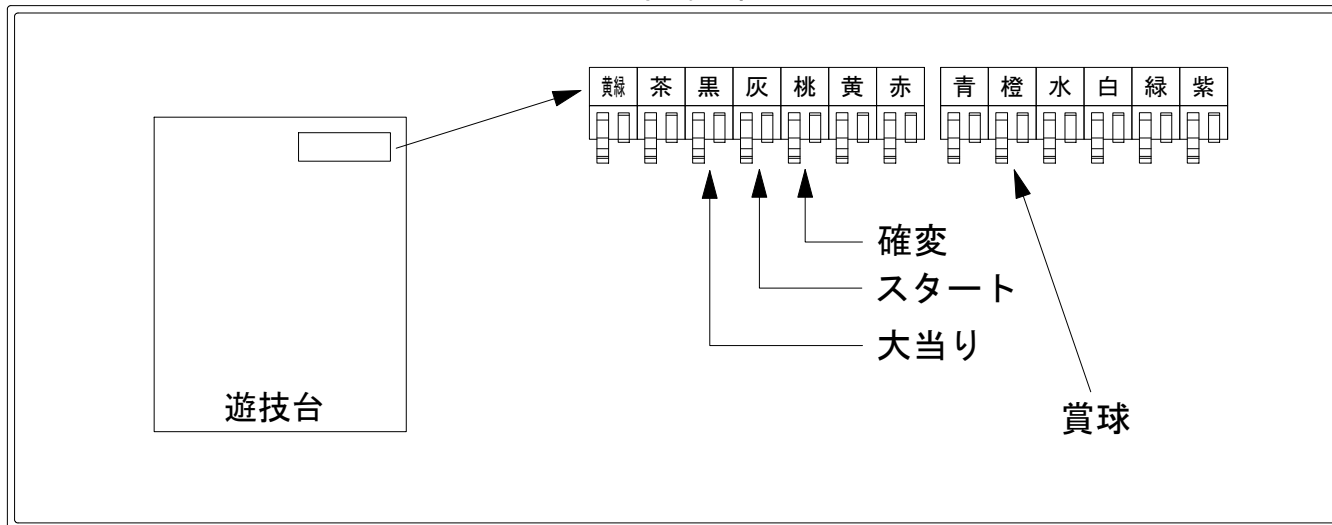 黄緑 茶 黒 灰 桃 黄 赤 青 橙 水 白 緑 紫
確変
スタート
大当り
遊技台
賞球